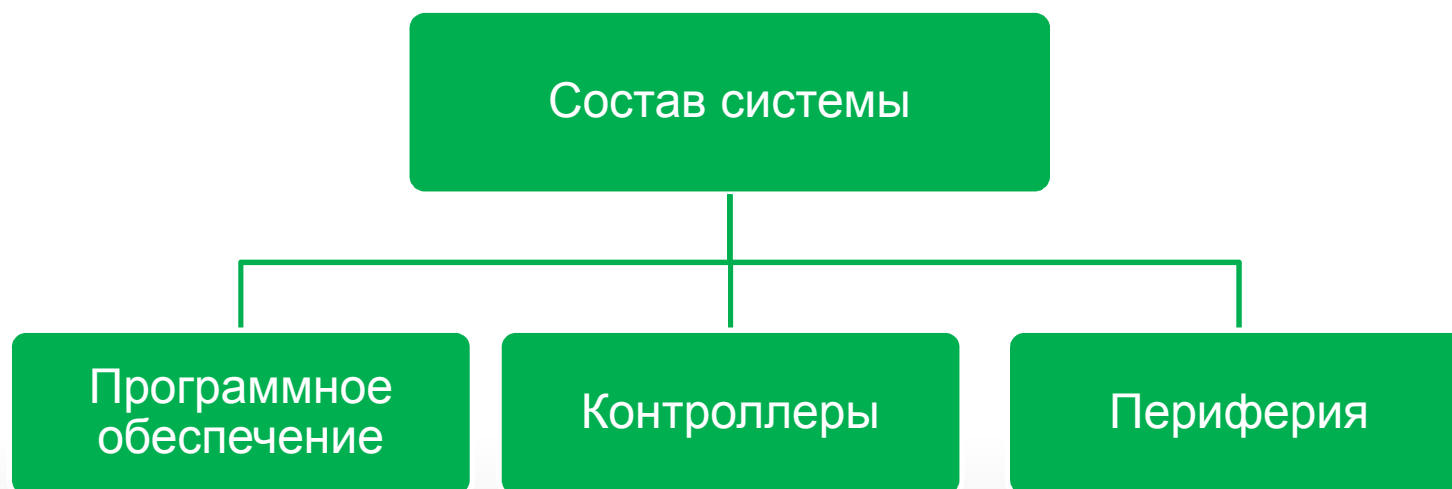 Состав системы
Программное
обеспечение
Контроллеры
Периферия